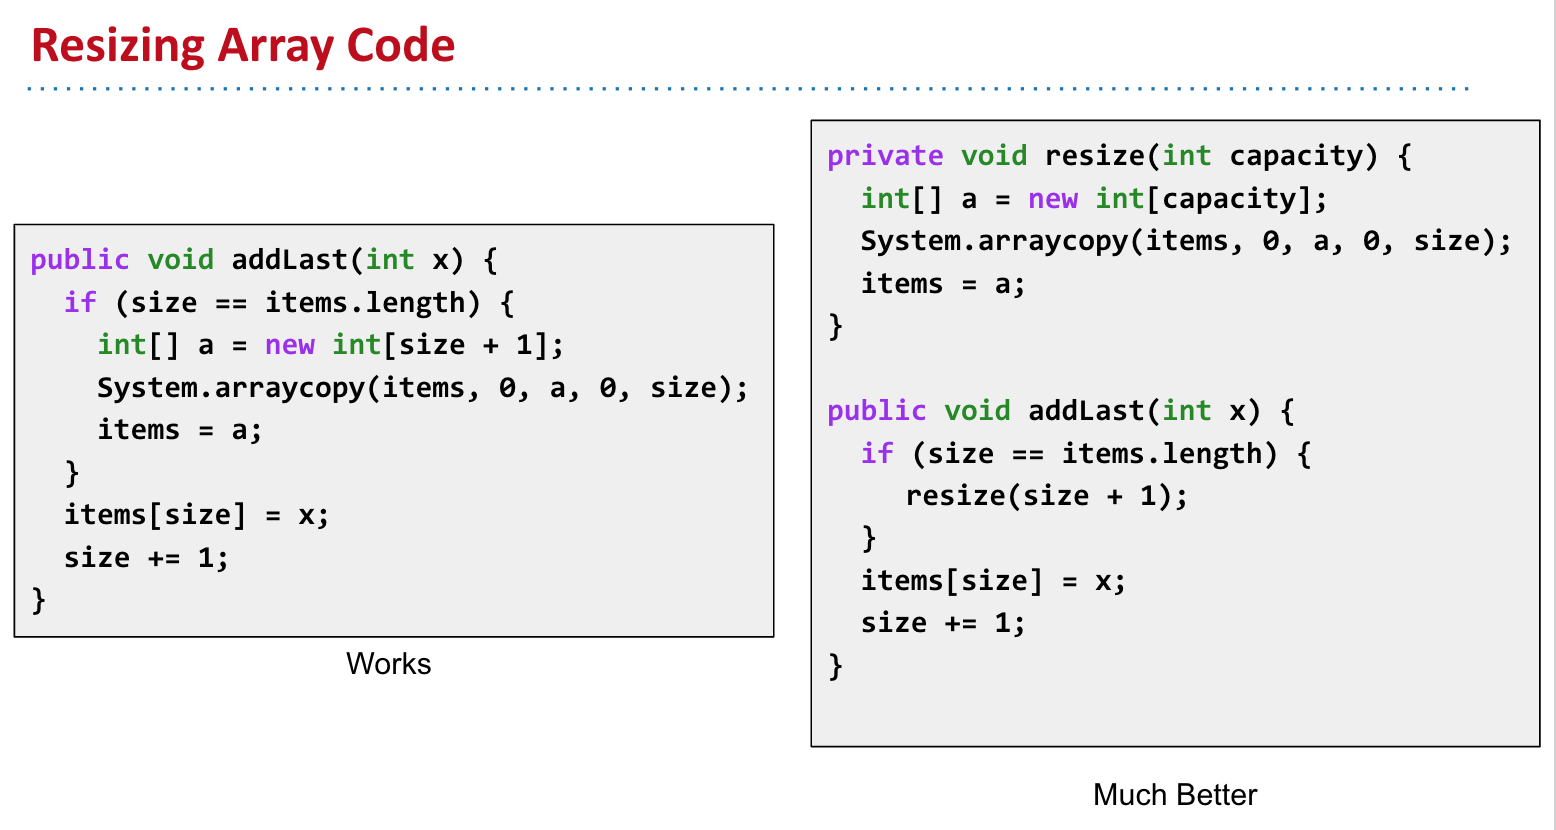 Resizing Array Code
public void addLast(int x) {
  if (size == items.length) {
    int[] a = new int[size + 1];
    System.arraycopy(items, 0, a, 0, size);
    items = a;
  }
  items[size] = x;
  size += 1;
}
Works
private void resize(int capacity) {
  int[] a = new int[capacity];
  System.arraycopy(items, 0, a, 0, size);
  items = a;
}
public void addLast(int x) {
  if (size == items.length) {
     resize(size + 1);
  }
  items[size] = x;
  size += 1;
}
Much Better